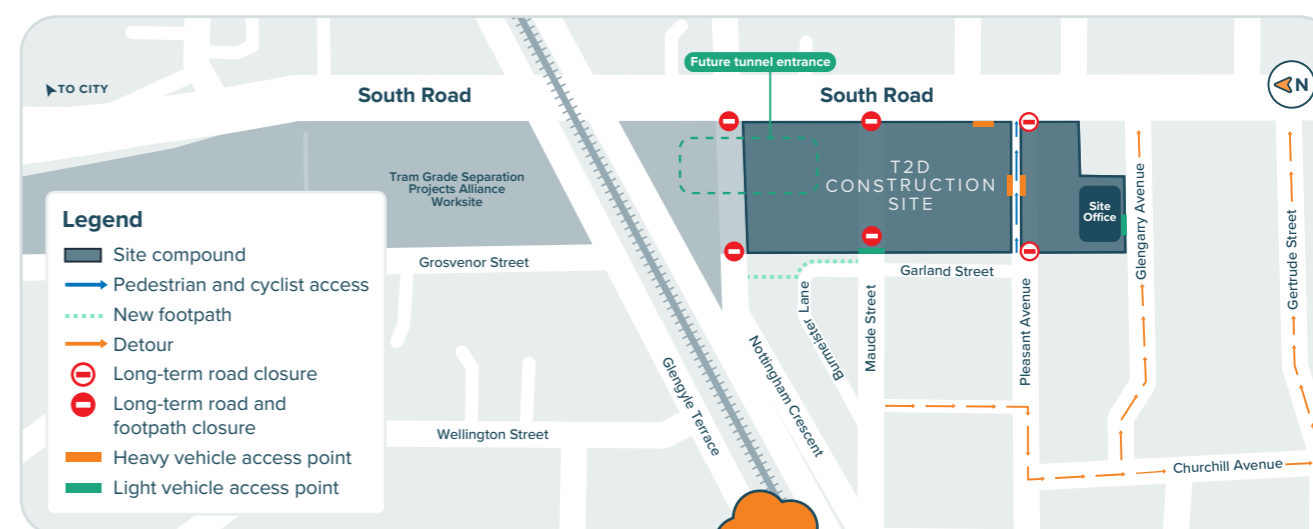 Future tunnel entrance
TO CITY
South Road
South Road
N
Tram Grade Separation
Projects Alliance
Worksite
T2D
CONSTRUCTION
SITE
Site
Office
Legend
Site compound
Pedestrian and cyclist access
New footpath
Detour
Long-term road closure
Long-term road and
footpath closure
Heavy vehicle access point
Light vehicle access point
Grosvenor Street
Wellington Street
Glengyle Terrace
Nottingham Crescent
Burmeister Lane
Maude Street
Garland Street
Pleasant Avenue
Glengarry Avenue
Gertrude Street
Churchill Avenue